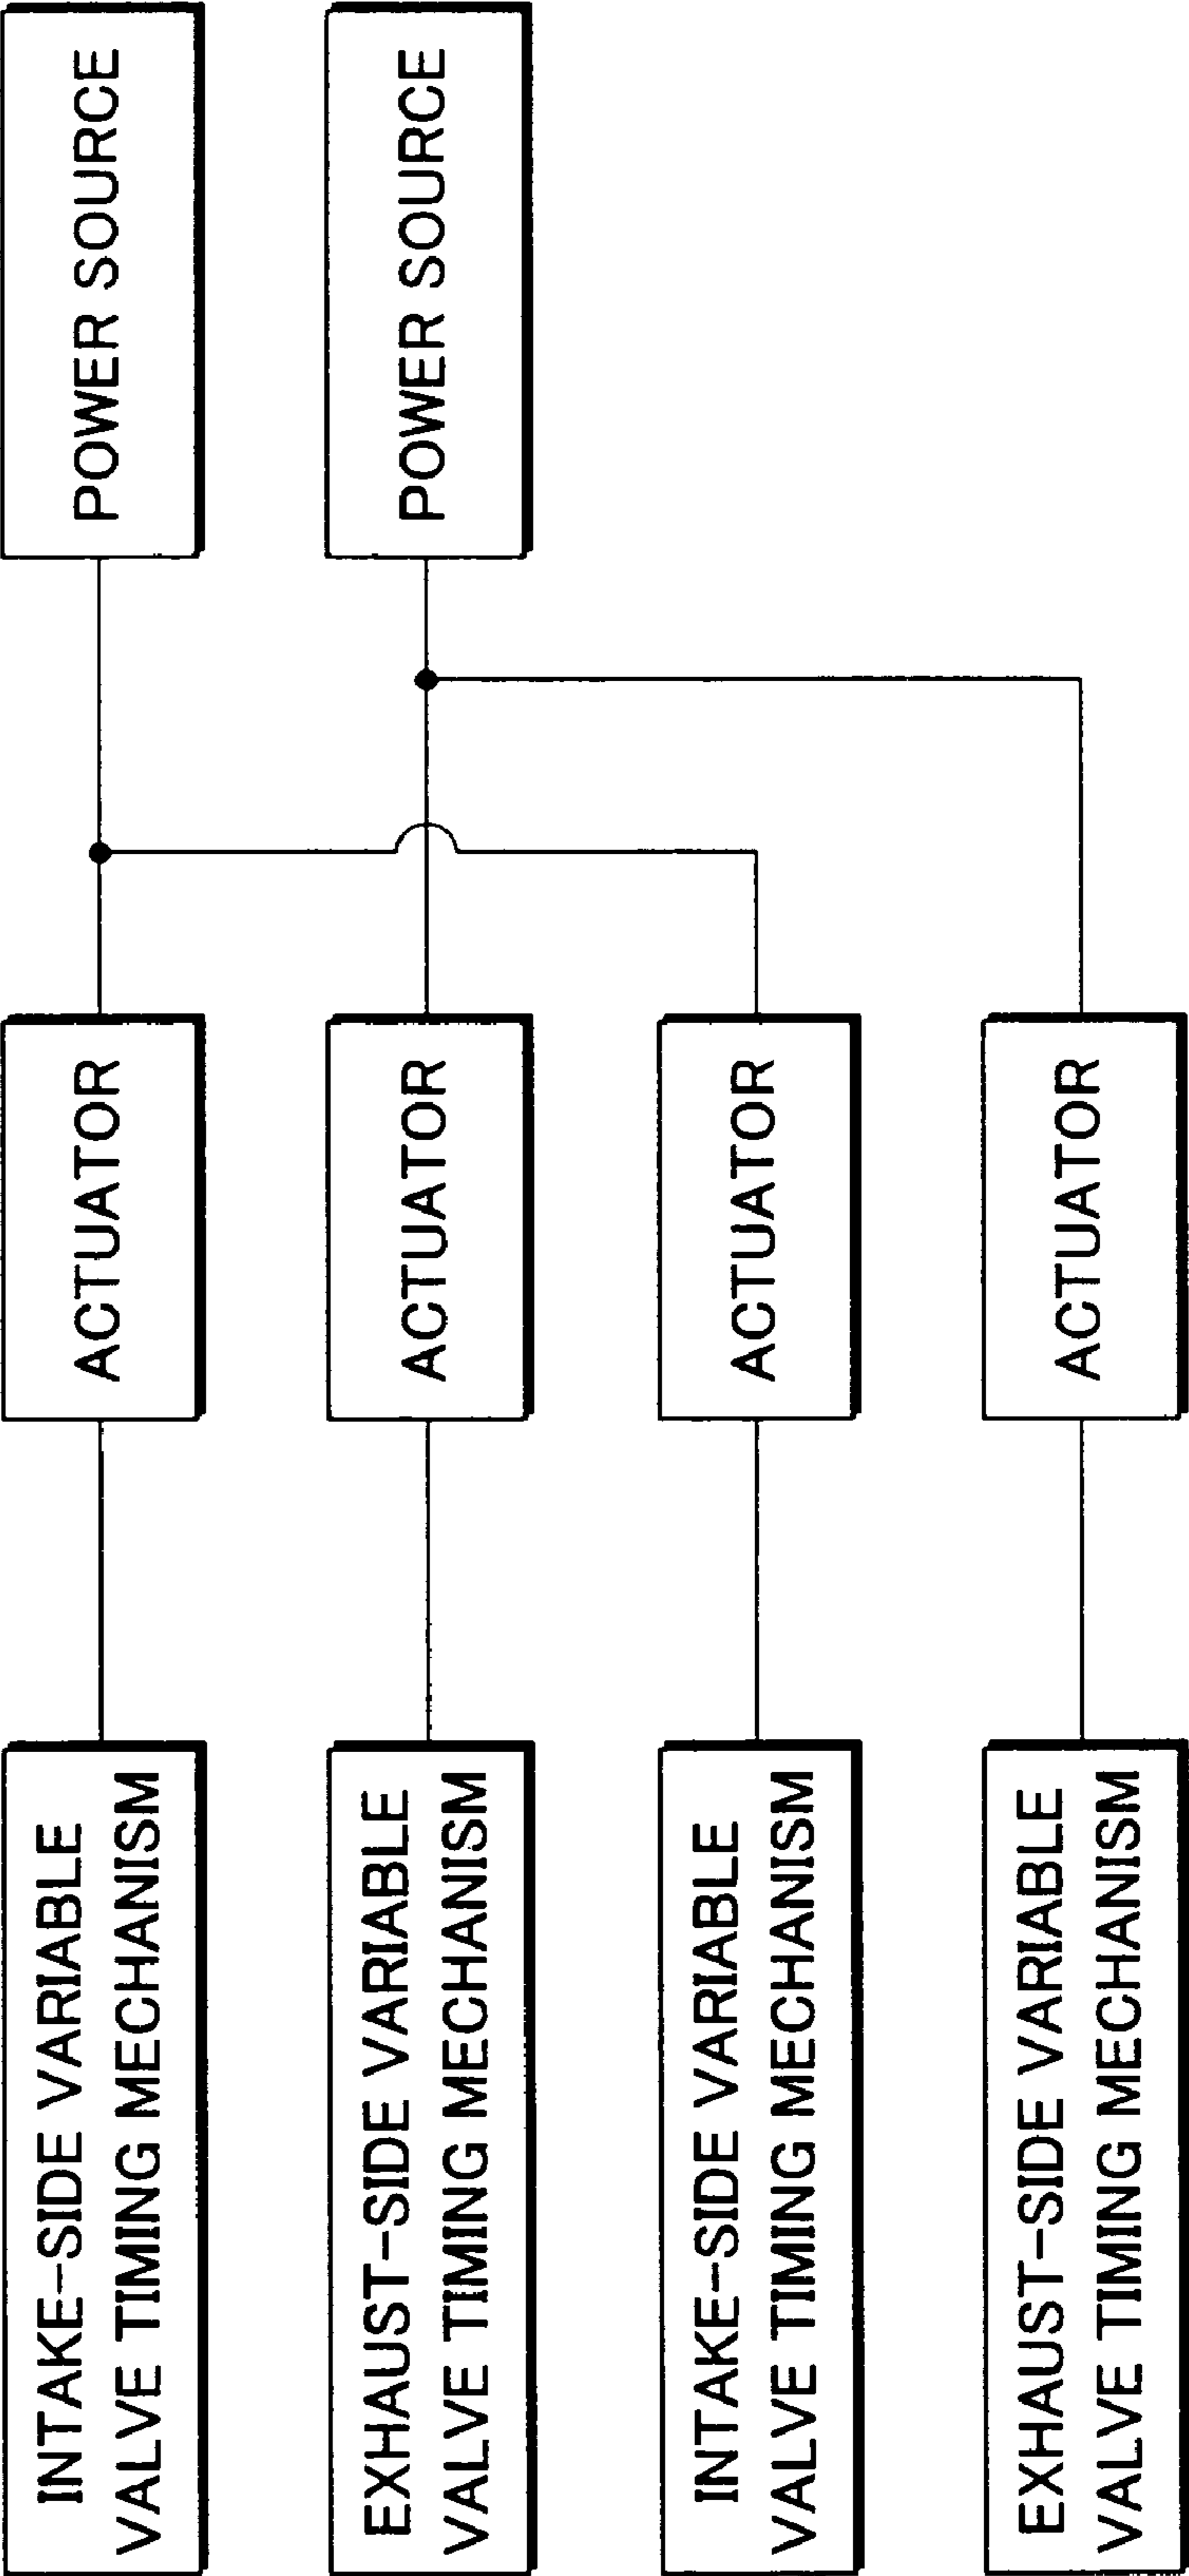 INTAKE–SIDE VARIABLE
VALVE TIMING MECHANISM
ACTUATOR
POWER SOURCE
EXHAUST–SIDE VARIABLE
VALVE TIMING MECHANISM
ACTUATOR
POWER SOURCE
INTAKE–SIDE VARIABLE
VALVE TIMING MECHANISM
ACTUATOR
EXHAUST–SIDE VARIABLE
VALVE TIMING MECHANISM
ACTUATOR